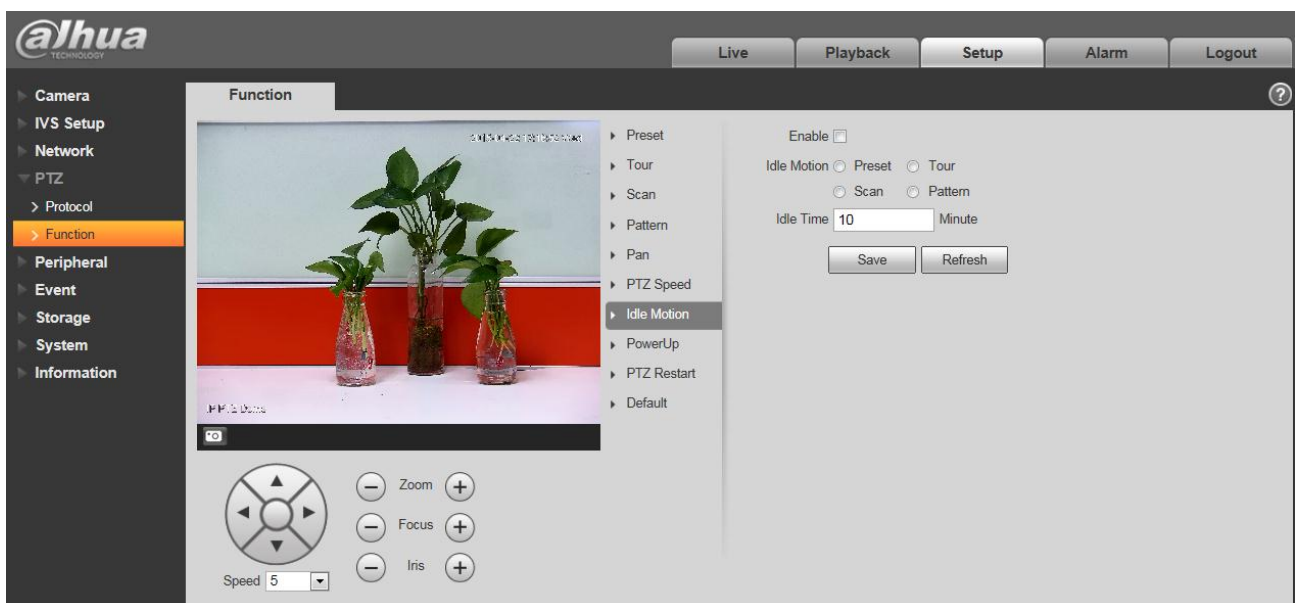 alhua
TECHNOLOGY
Live
Playback
Setup
Alarm
Logout
Camera
IVS Setup
Network
PTZ
Protocol
Function
Peripheral
Event
Storage
System
Information
Function
?
Preset
Tour
Scan
Pattern
Pan
PTZ Speed
Idle Motion
PowerUp
PTZ Restart
Default
Enable
Idle Motion Preset Tour
Scan Pattern
Idle Time 10 Minute
Save Refresh
Zoom
Focus
Iris
Speed 5